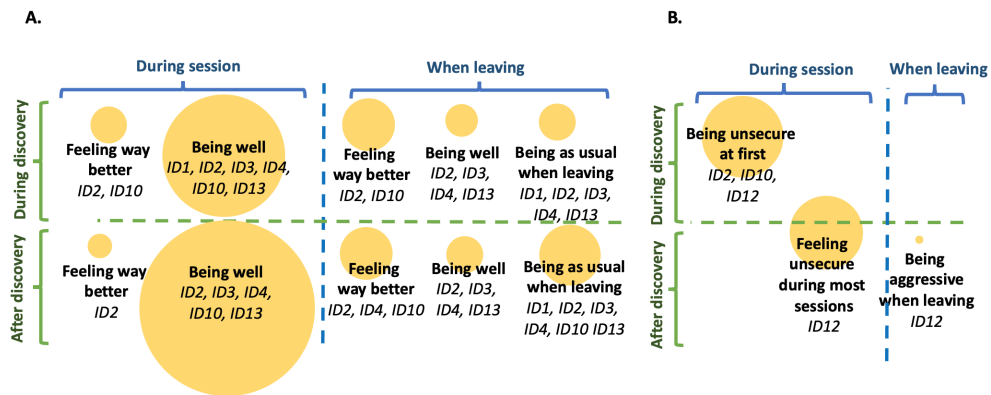 A.
During session
When leaving
During discovery
Feeling way
better
ID2, ID10
Being well
ID1, ID2, ID3, ID4,
ID10, ID13
Feeling
way better
ID2, ID10
Being well
ID2, ID3,
ID4, ID13
Being as usual
when leaving
ID1, ID2, ID3,
ID4, ID13
After discovery
Feeling way
better
ID2
Being well
ID2, ID3, ID4,
ID10, ID13
Feeling
way better
ID2, ID4, ID10
Being well
ID2, ID3,
ID4, ID13
Being as usual
when leaving
ID1, ID2, ID3,
ID4, ID10 ID13
B.
During session
When leaving
During discovery
Being unsecure
at first
ID2, ID10,
ID12
After discovery
Feeling
unsecure
during most
sessions
ID12
Being
aggressive
when leaving
ID12